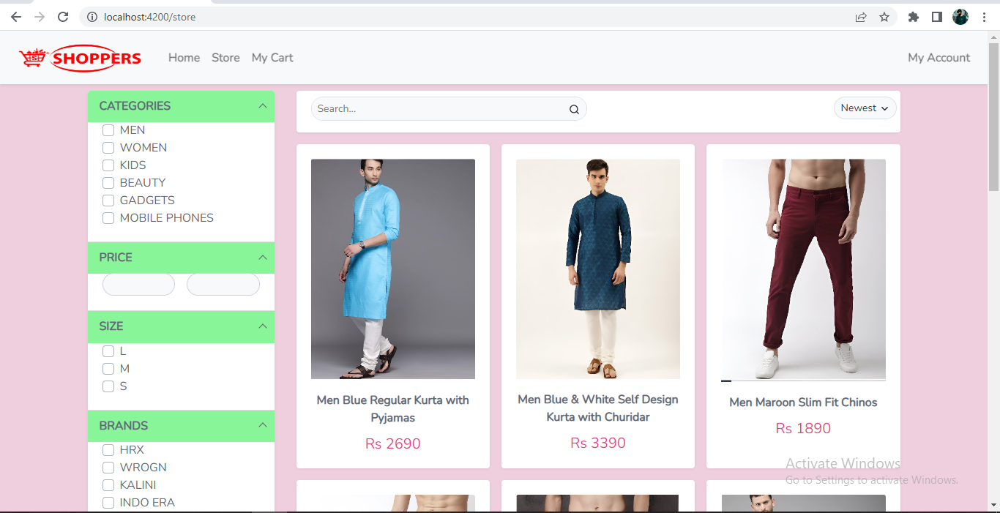 localhost:4200/store
SHOPPERS
Home Store My Cart My Account
CATEGORIES
MEN
WOMEN
KIDS
BEAUTY
GADGETS
MOBILE PHONES
PRICE
SIZE
L
M
S
BRANDS
HRX
WROGN
KALINI
INDO ERA
Search...
Newest
Men Blue Regular Kurta with
Pyjamas
Rs 2690
Men Blue & White Self Design
Kurta with Churidar
Rs 3390
Men Maroon Slim Fit Chinos
Rs 1890
Activate Windows
Go to Settings to activate Windows.